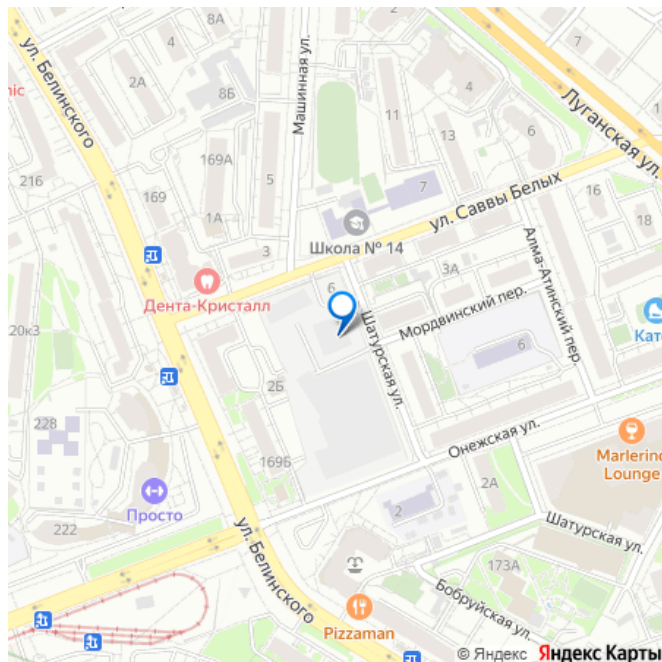 4
8А
7
4
ул. Белинского
2А
8Б
Машинная ул.
11
Луганская ул.
nic
13
6
216
169А
5
7
169
1А
ул. Саввы Белых
18
16
3
Школа № 14
Алма-Атинский пер.
3А
Дента-Кристалл
6
Мордвинский пер.
Шатурская ул.
Като
20к3
6
2Б
228
Онежская ул.
169Б
Marlerino
Lounge
2А
Просто
2
222
Шатурская ул.
ул. Белинского
173А
Бобруйская ул.
Pizzaman
© Яндекс Яндекс Карты